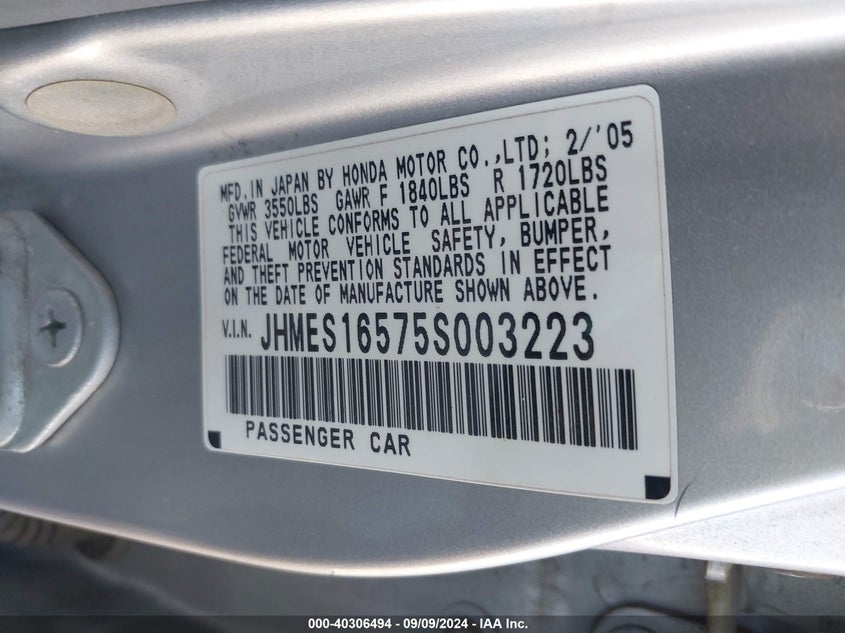 MFD.IN JAPAN BY HONDA MOTOR CO.,LTD; 2/'05
GVWR 3550LBS GAWR F 1840LBS R 1720LBS
THIS VEHICLE CONFORMS TO ALL APPLICABLE
FEDERAL MOTOR VEHICLE SAFETY, BUMPER,
AND THEFT PREVENTION STANDARDS IN EFFECT
ON THE DATE OF MANUFACTURE SHOWN ABOVE.
V.I.N. JHMES16575S003223
PASSENGER CAR
000-40306494 - 09/09/2024 - IAA Inc.